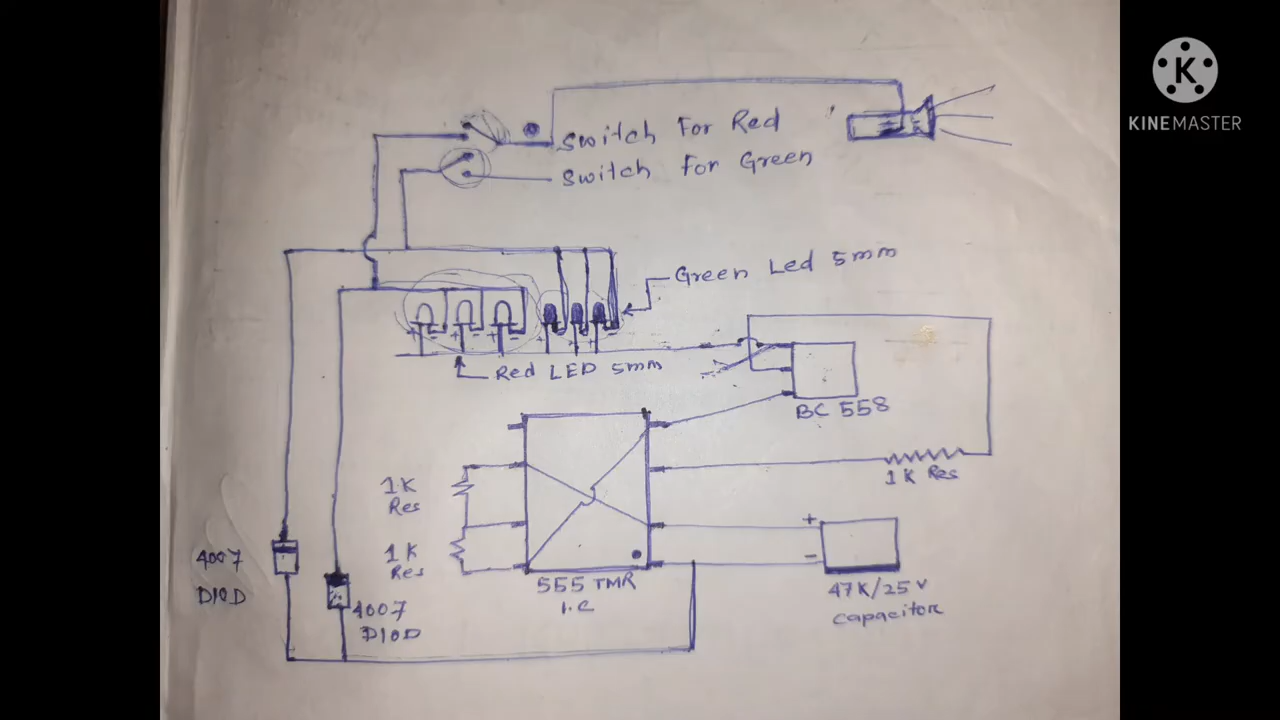 K
KINEMASTER
Switch For Red
Switch for Green
Green Led 5mm
+ - + - + - + + + -
Red LED 5mm
BC 558
1K
Res
1K Res
1K
Res
+
-
4007
DIOD
4007
DIOD
555 TMR
I.C
47K/25v
capacitor